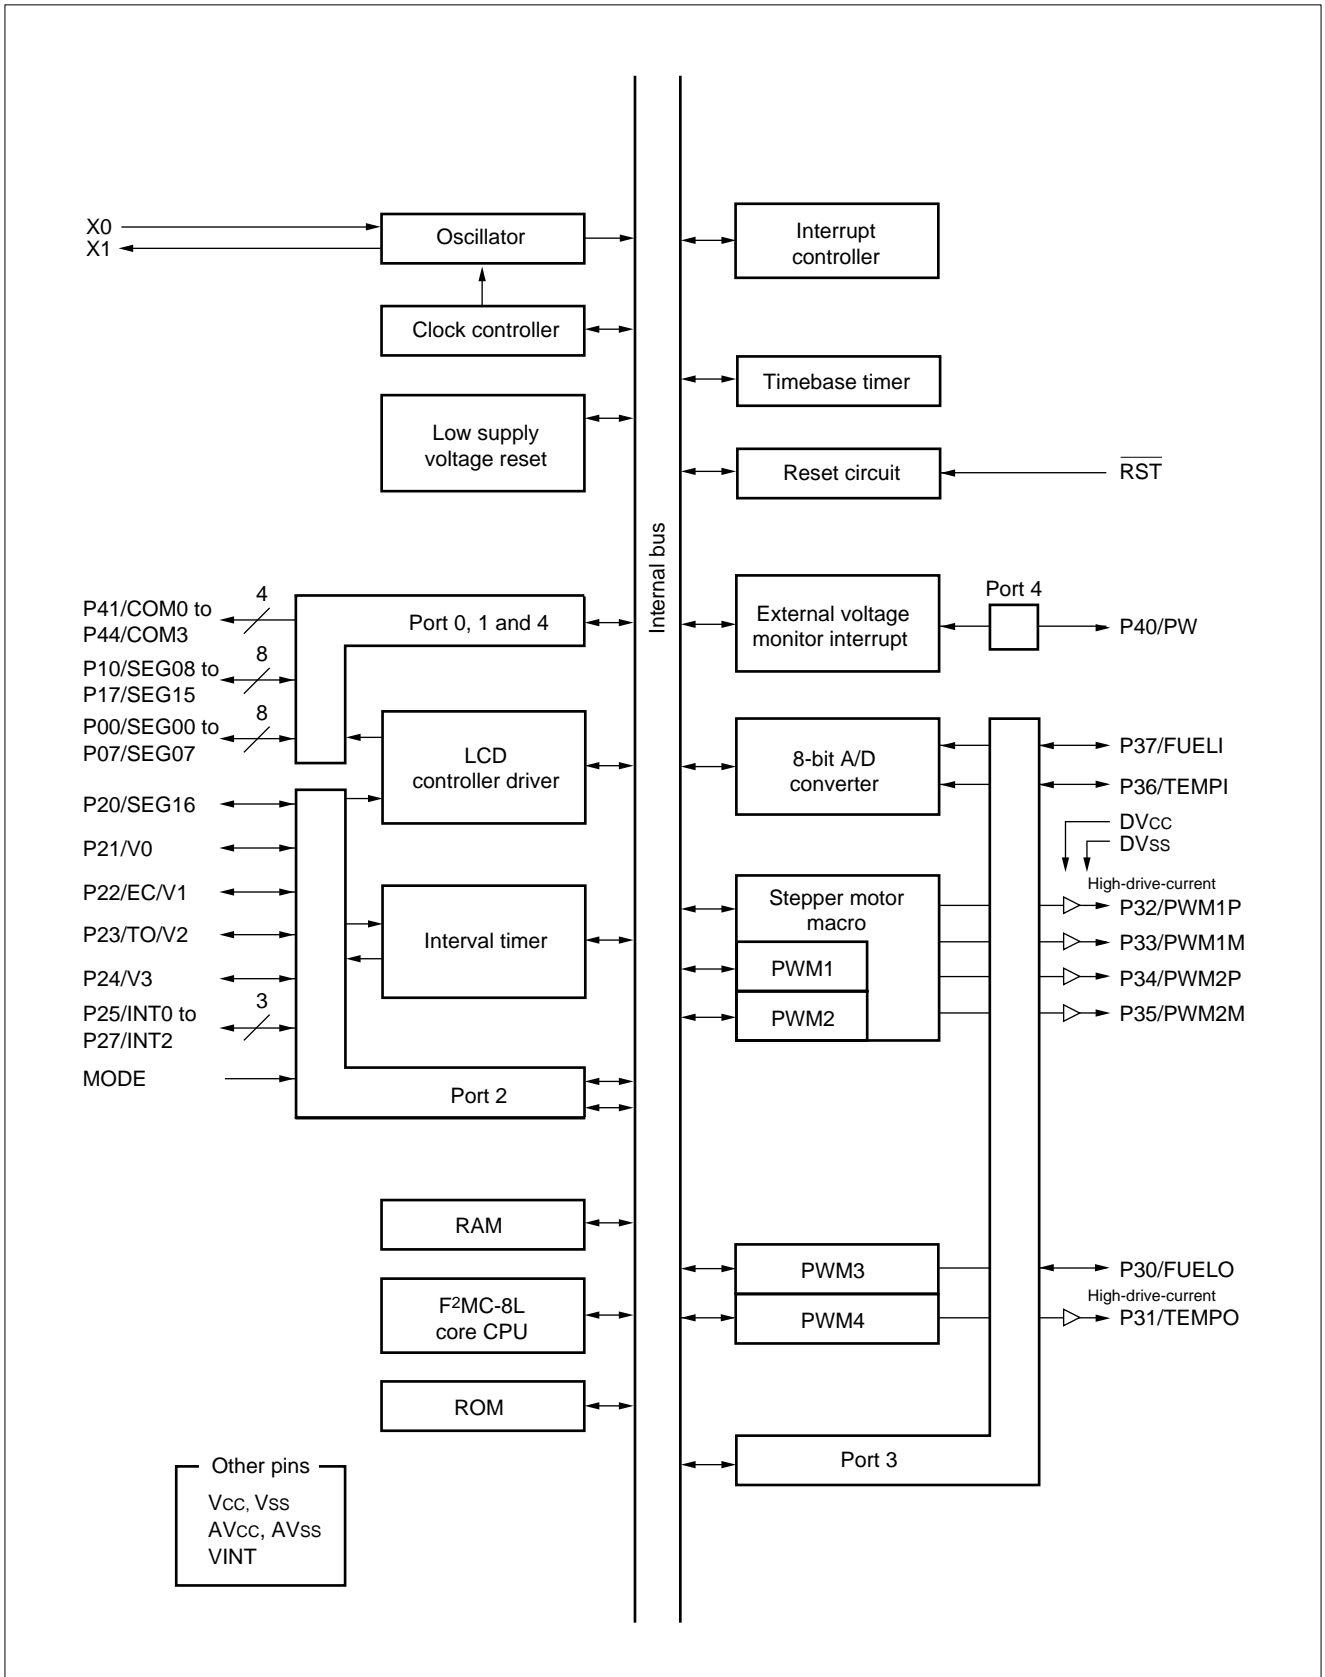 X0
X1
Oscillator
Clock controller
Low supply
voltage reset
P41/COM0 to
P44/COM3
4
Port 0, 1 and 4
P10/SEG08 to
P17/SEG15
8
P00/SEG00 to
P07/SEG07
8
LCD
controller driver
P20/SEG16
P21/V0
P22/EC/V1
P23/TO/V2
P24/V3
P25/INT0 to
P27/INT2
3
MODE
Interval timer
Port 2
RAM
F²MC-8L
core CPU
ROM
Other pins
VCC, VSS
AVCC, AVSS
VINT
Internal bus
Interrupt
controller
Timebase timer
Reset circuit
R̅S̅T̅
External voltage
monitor interrupt
Port 4
P40/PW
8-bit A/D
converter
P37/FUELI
P36/TEMPI
DVCC
DVSS
High-drive-current
Stepper motor
macro
PWM1
PWM2
P32/PWM1P
P33/PWM1M
P34/PWM2P
P35/PWM2M
PWM3
PWM4
P30/FUELO
High-drive-current
P31/TEMPO
Port 3